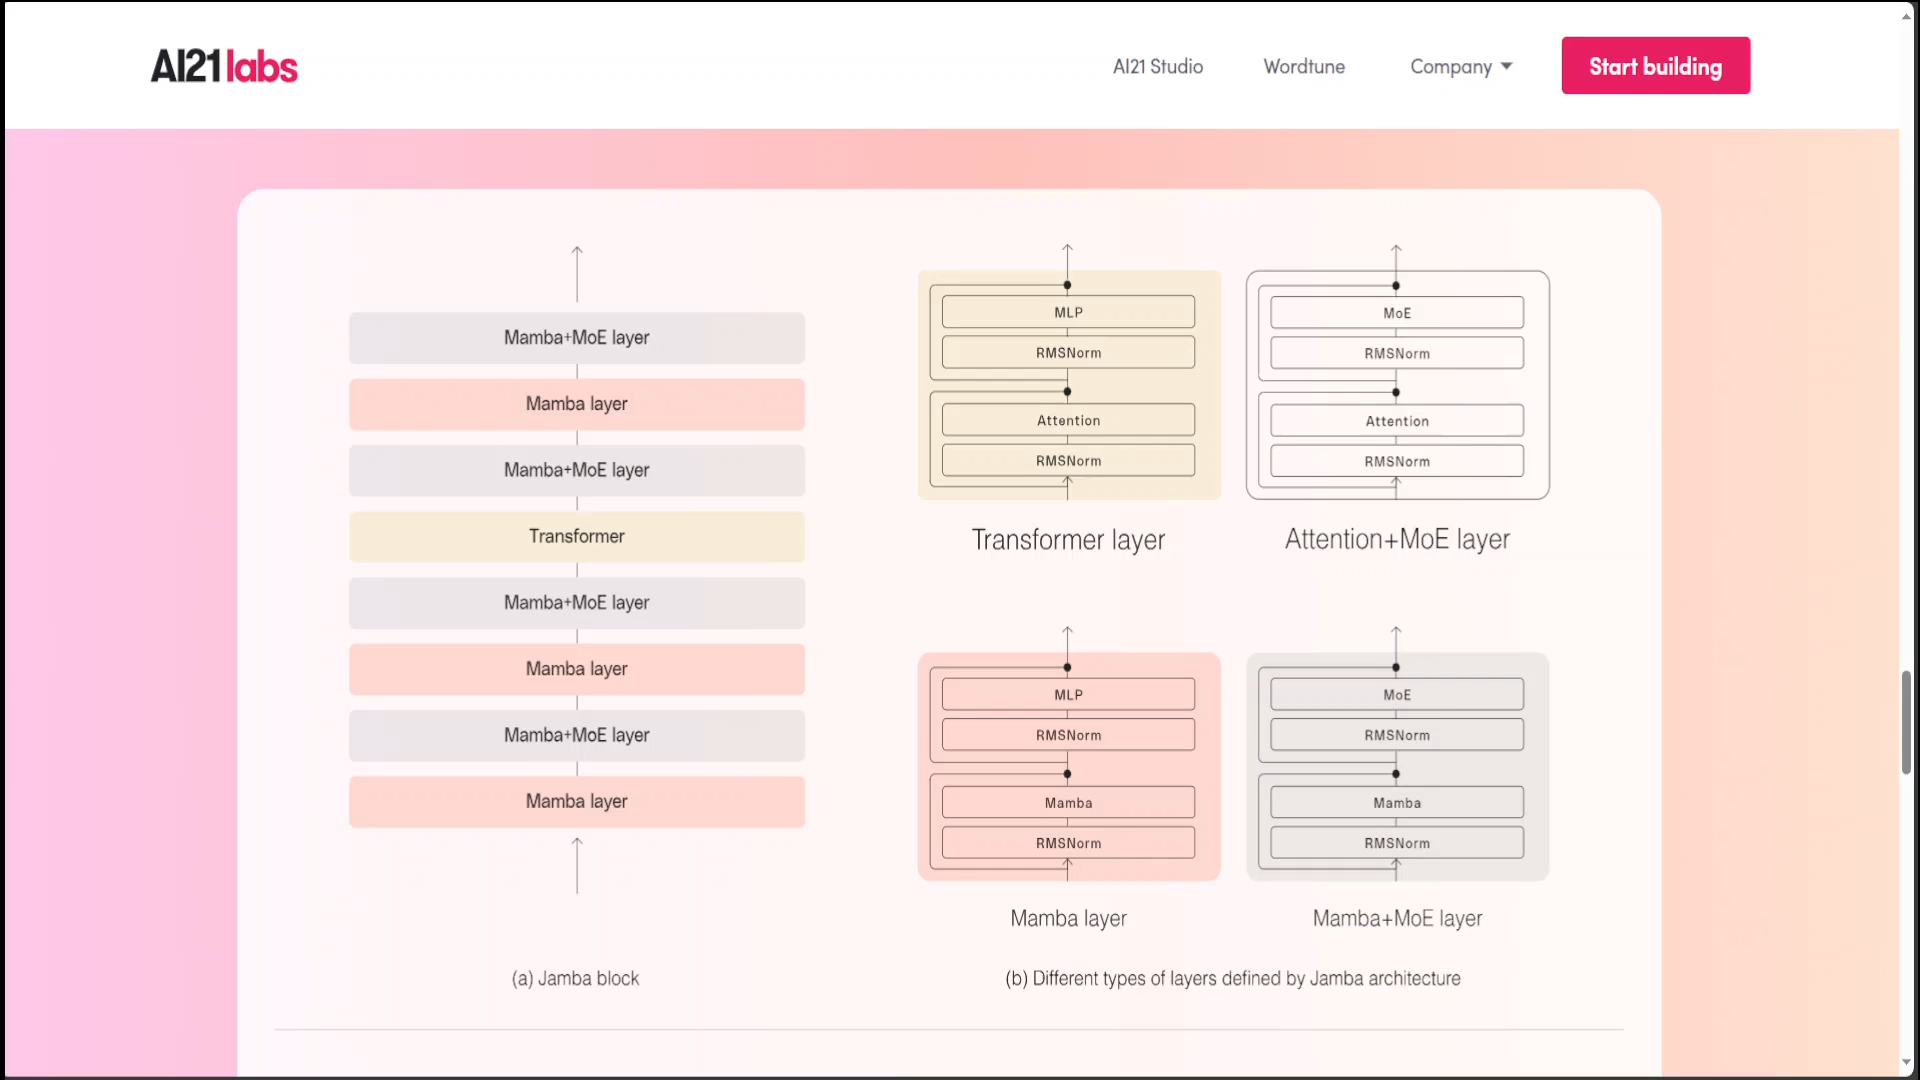 AI21labs
AI21 Studio
Wordtune
Company
Start building
Mamba+MoE layer
Mamba layer
Mamba+MoE layer
Transformer
Mamba+MoE layer
Mamba layer
Mamba+MoE layer
Mamba layer
(a) Jamba block
MLP
RMSNorm
Attention
RMSNorm
Transformer layer
MoE
RMSNorm
Attention
RMSNorm
Attention+MoE layer
MLP
RMSNorm
Mamba
RMSNorm
Mamba layer
MoE
RMSNorm
Mamba
RMSNorm
Mamba+MoE layer
(b) Different types of layers defined by Jamba architecture